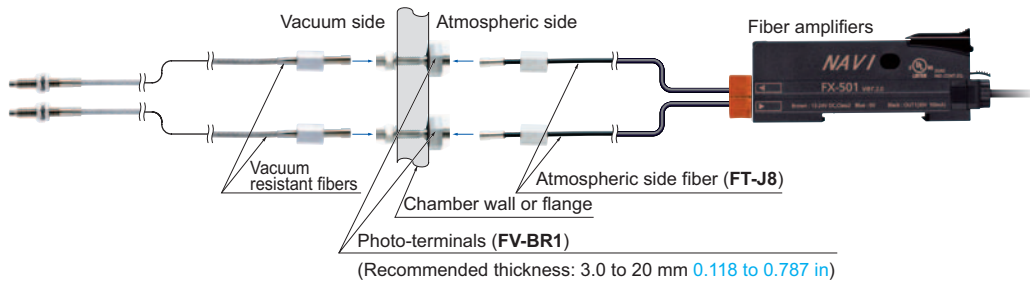 Vacuum side
Atmospheric side
Fiber amplifiers
NAVI
FX-501
Vacuum
resistant fibers
Atmospheric side fiber (FT-J8)
Chamber wall or flange
Photo-terminals (FV-BR1)
(Recommended thickness: 3.0 to 20 mm 0.118 to 0.787 in)